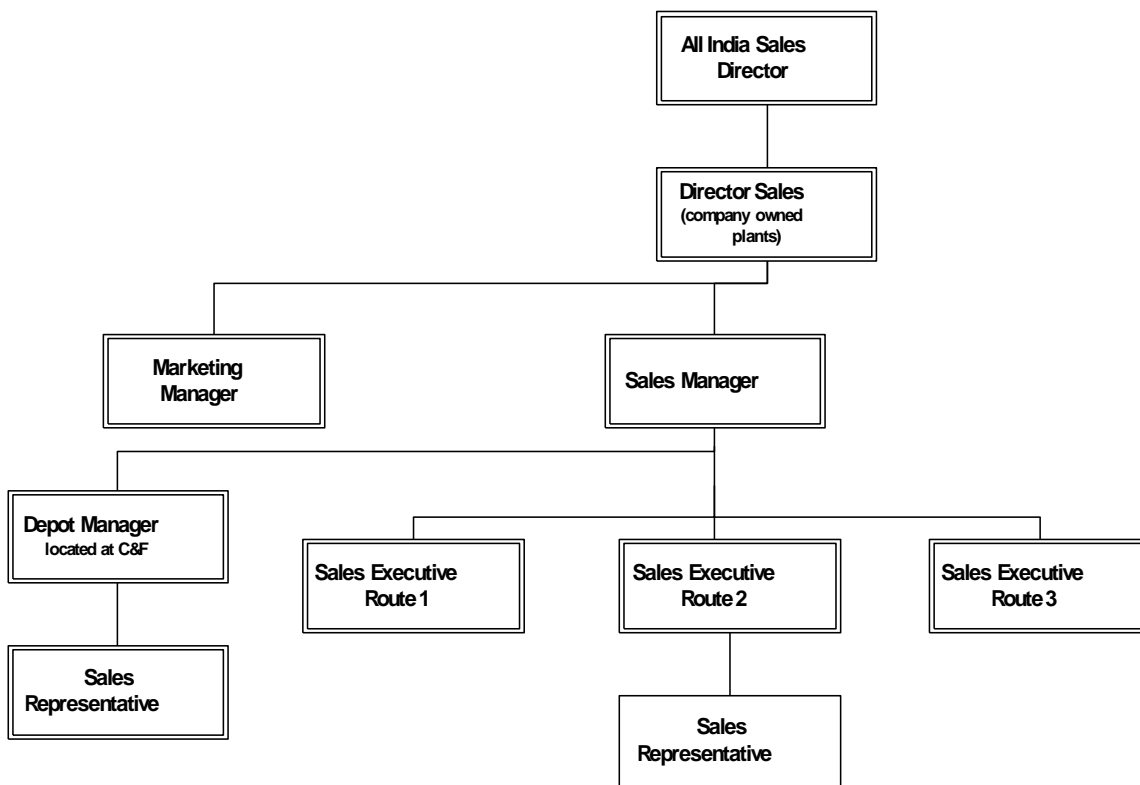 All India Sales
Director
Director Sales
(company owned
plants)
Marketing
Manager
Sales Manager
Depot Manager
located at C&F
Sales Executive
Route 1
Sales Executive
Route 2
Sales Executive
Route 3
Sales
Representative
Sales
Representative